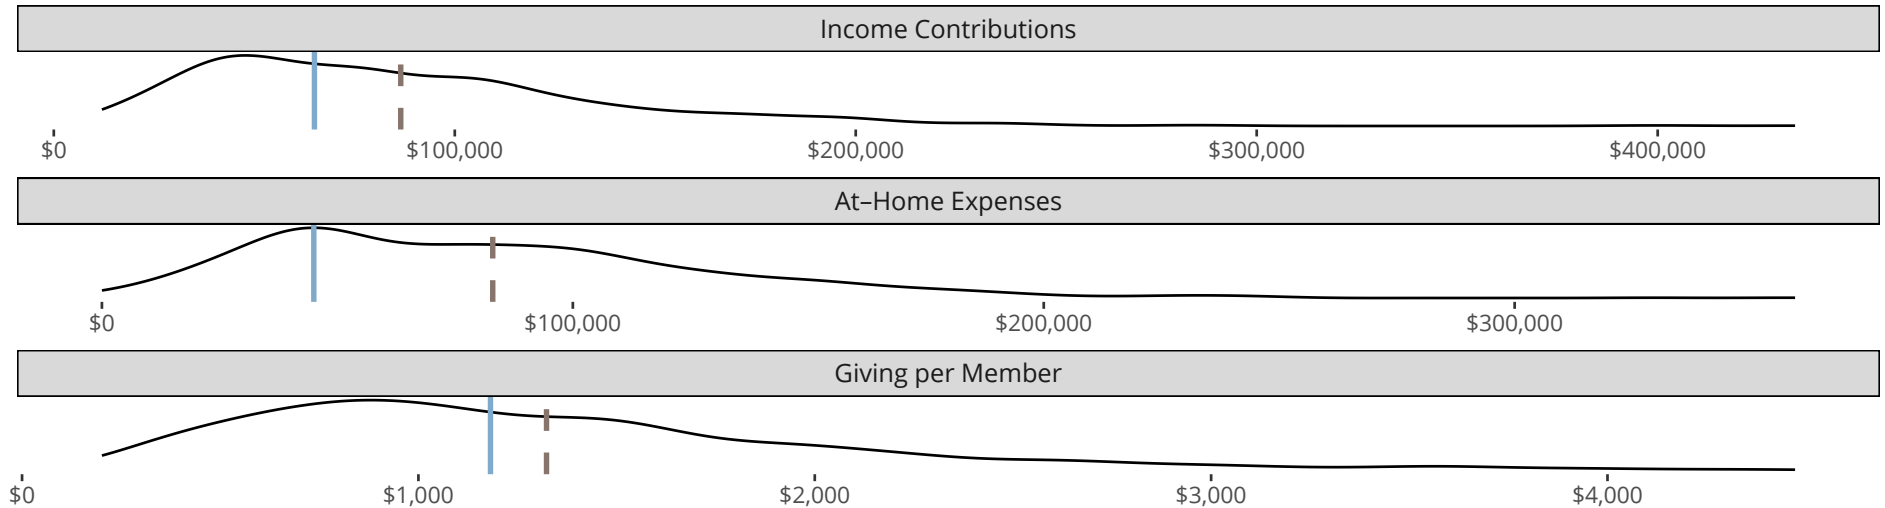 Income Contributions
$0 $100,000 $200,000 $300,000 $400,000
At–Home Expenses
$0 $100,000 $200,000 $300,000
Giving per Member
$0 $1,000 $2,000 $3,000 $4,000